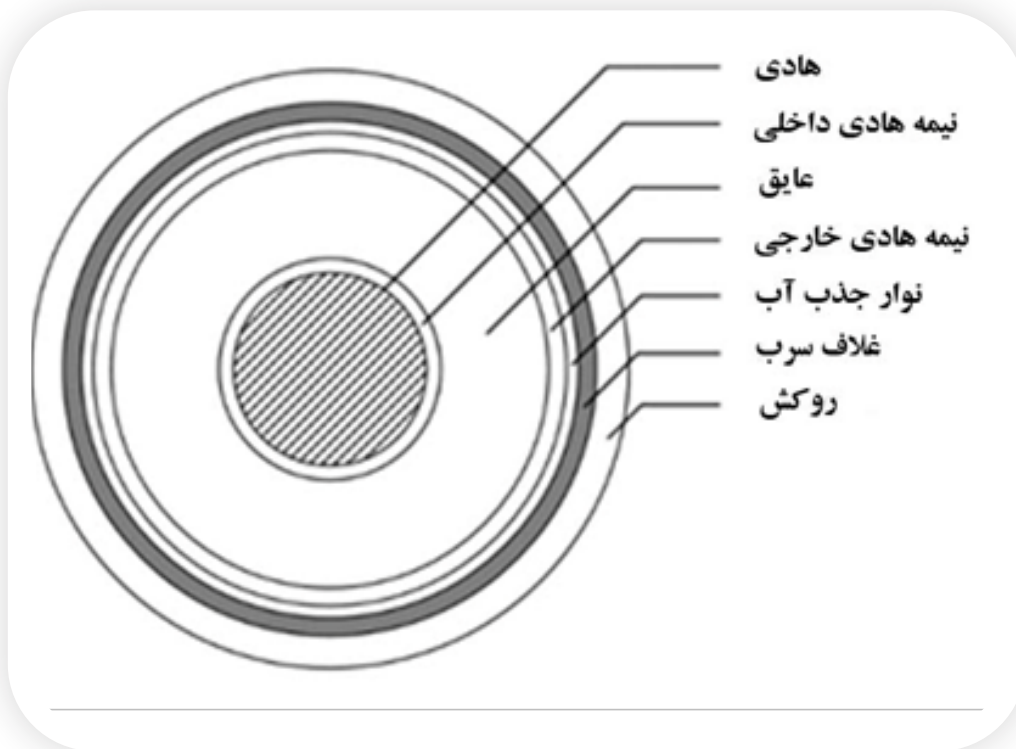 هادی
نیمه هادی داخلی
عایق
نیمه هادی خارجی
نوار جذب آب
غلاف سرب
روکش